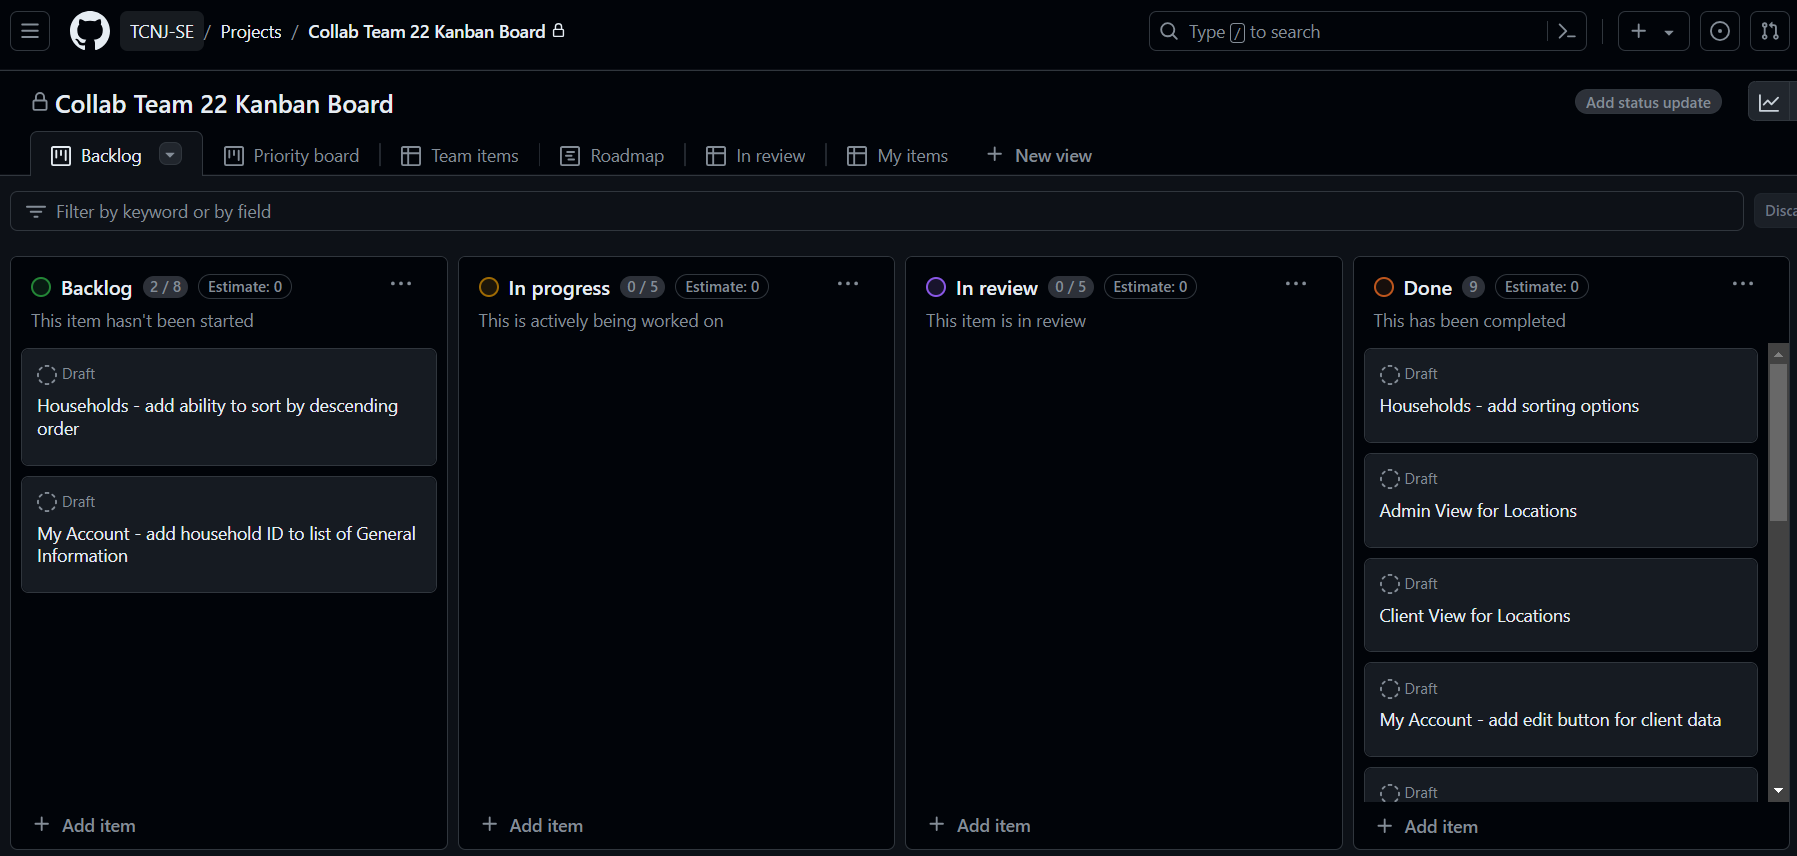 TCNJ-SE / Projects / Collab Team 22 Kanban Board
Type / to search
Collab Team 22 Kanban Board
Add status update
Backlog
Priority board
Team items
Roadmap
In review
My items
New view
Filter by keyword or by field
Backlog 2 / 8 Estimate: 0
This item hasn't been started
Draft
Households - add ability to sort by descending
order
Draft
My Account - add household ID to list of General
Information
Add item
In progress 0 / 5 Estimate: 0
This is actively being worked on
Add item
In review 0 / 5 Estimate: 0
This item is in review
Add item
Done 9 Estimate: 0
This has been completed
Draft
Households - add sorting options
Draft
Admin View for Locations
Draft
Client View for Locations
Draft
My Account - add edit button for client data
Draft
Add item